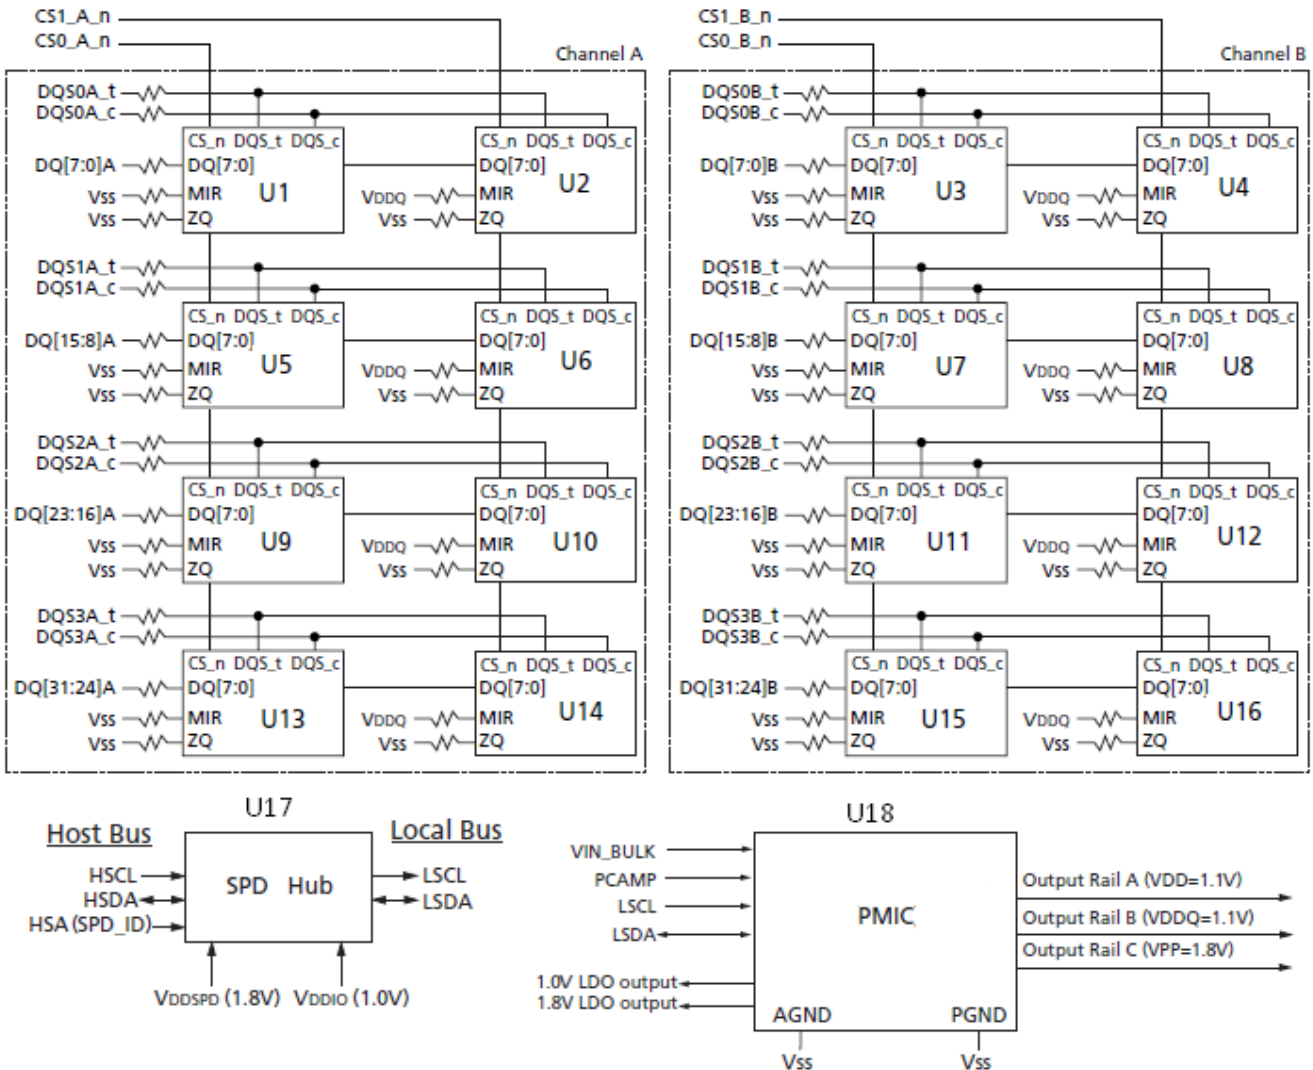 CS1_A_n
CS0_A_n
Channel A
DQS0A_t
DQS0A_c
CS_n DQS_t DQS_c
CS_n DQS_t DQS_c
DQ[7:0]A
DQ[7:0]
U1
DQ[7:0]
U2
Vss
MIR
VDDQ
MIR
Vss
ZQ
Vss
ZQ
DQS1A_t
DQS1A_c
CS_n DQS_t DQS_c
CS_n DQS_t DQS_c
DQ[15:8]A
DQ[7:0]
U5
DQ[7:0]
U6
Vss
MIR
VDDQ
MIR
Vss
ZQ
Vss
ZQ
DQS2A_t
DQS2A_c
CS_n DQS_t DQS_c
CS_n DQS_t DQS_c
DQ[23:16]A
DQ[7:0]
U9
DQ[7:0]
U10
Vss
MIR
VDDQ
MIR
Vss
ZQ
Vss
ZQ
DQS3A_t
DQS3A_c
CS_n DQS_t DQS_c
CS_n DQS_t DQS_c
DQ[31:24]A
DQ[7:0]
U13
DQ[7:0]
U14
Vss
MIR
VDDQ
MIR
Vss
ZQ
Vss
ZQ
CS1_B_n
CS0_B_n
Channel B
DQS0B_t
DQS0B_c
CS_n DQS_t DQS_c
CS_n DQS_t DQS_c
DQ[7:0]B
DQ[7:0]
U3
DQ[7:0]
U4
Vss
MIR
VDDQ
MIR
Vss
ZQ
Vss
ZQ
DQS1B_t
DQS1B_c
CS_n DQS_t DQS_c
CS_n DQS_t DQS_c
DQ[15:8]B
DQ[7:0]
U7
DQ[7:0]
U8
Vss
MIR
VDDQ
MIR
Vss
ZQ
Vss
ZQ
DQS2B_t
DQS2B_c
CS_n DQS_t DQS_c
CS_n DQS_t DQS_c
DQ[23:16]B
DQ[7:0]
U11
DQ[7:0]
U12
Vss
MIR
VDDQ
MIR
Vss
ZQ
Vss
ZQ
DQS3B_t
DQS3B_c
CS_n DQS_t DQS_c
CS_n DQS_t DQS_c
DQ[31:24]B
DQ[7:0]
U15
DQ[7:0]
U16
Vss
MIR
VDDQ
MIR
Vss
ZQ
Vss
ZQ
U17
Host Bus
Local Bus
HSCL
HSDA
HSA (SPD_ID)
SPD Hub
LSCL
LSDA
VDDSPD (1.8V)
VDDIO (1.0V)
U18
VIN_BULK
PCAMP
LSCL
LSDA
1.0V LDO output
1.8V LDO output
PMIC
Output Rail A (VDD=1.1V)
Output Rail B (VDDQ=1.1V)
Output Rail C (VPP=1.8V)
AGND
PGND
Vss
Vss